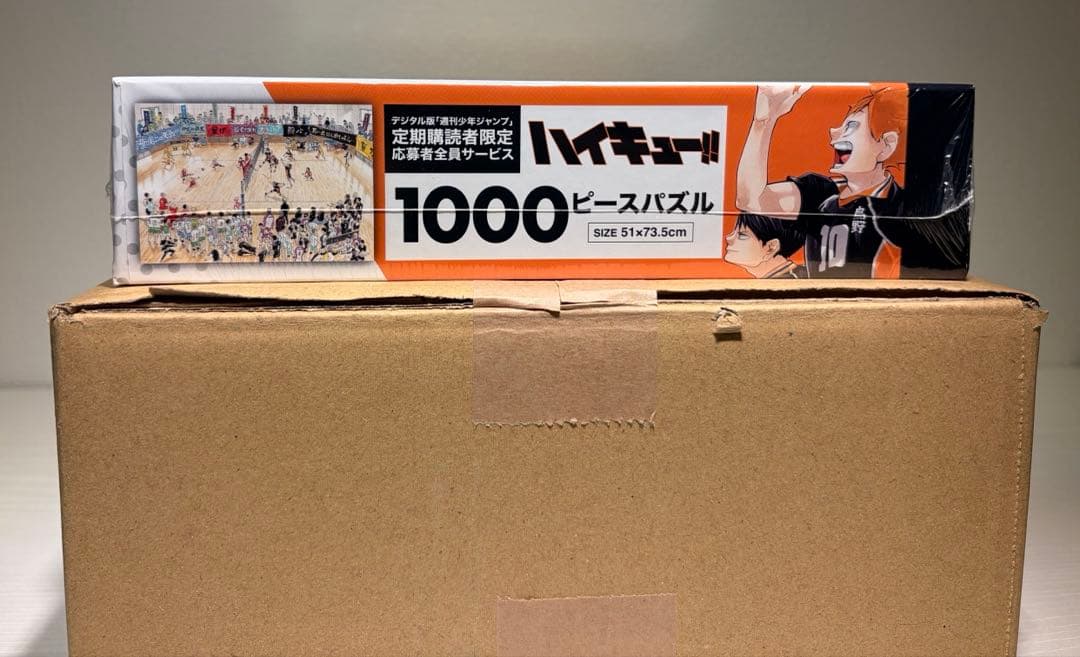 デジタル版「週刊少年ジャンプ」
定期購読者限定
応募者全員サービス
ハイキュー!!
1000ピースパズル
SIZE 51×73.5cm
烏野
10